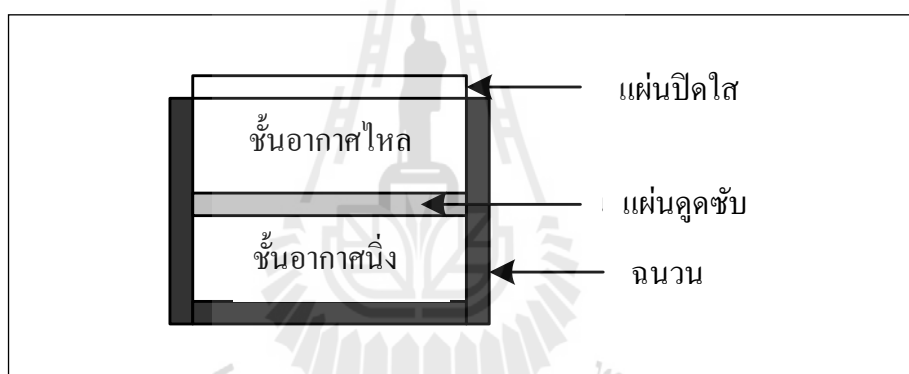 แผ่นปิดใส
ชั้นอากาศไหล
แผ่นดูดซับ
ชั้นอากาศนิ่ง
ฉนวน